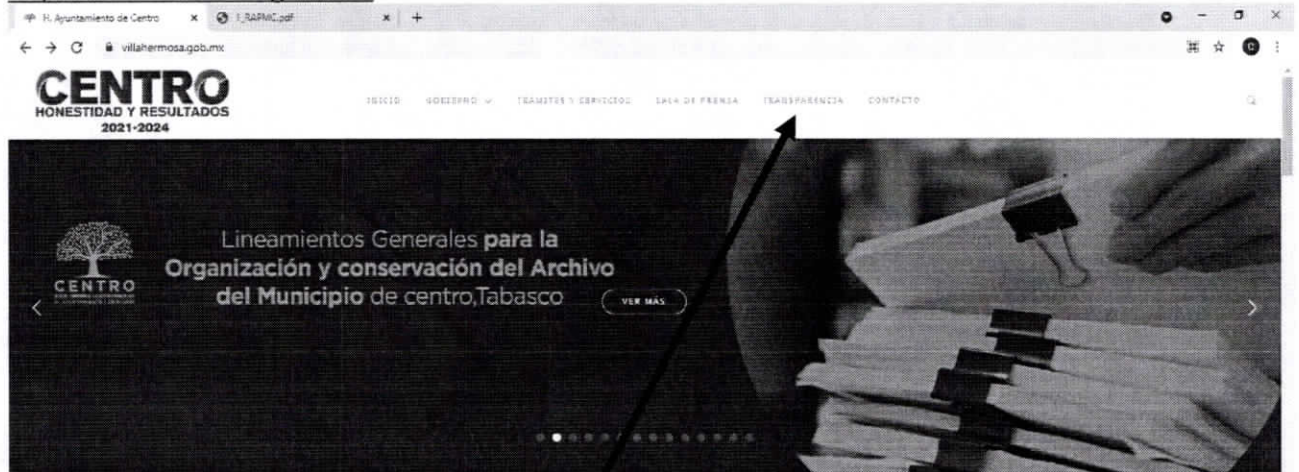 H. Ayuntamiento de Centro
1_RAPMC.pdf
villahermosa.gob.mx
CENTRO
HONESTIDAD Y RESULTADOS
2021-2024
INICIO GOBIERNO TRAMITES Y SERVICIOS SALA DE PRENSA TRANSPARENCIA CONTACTO
Lineamientos Generales para la
Organización y conservación del Archivo
del Municipio de centro,Tabasco
VER MÁS
CENTRO